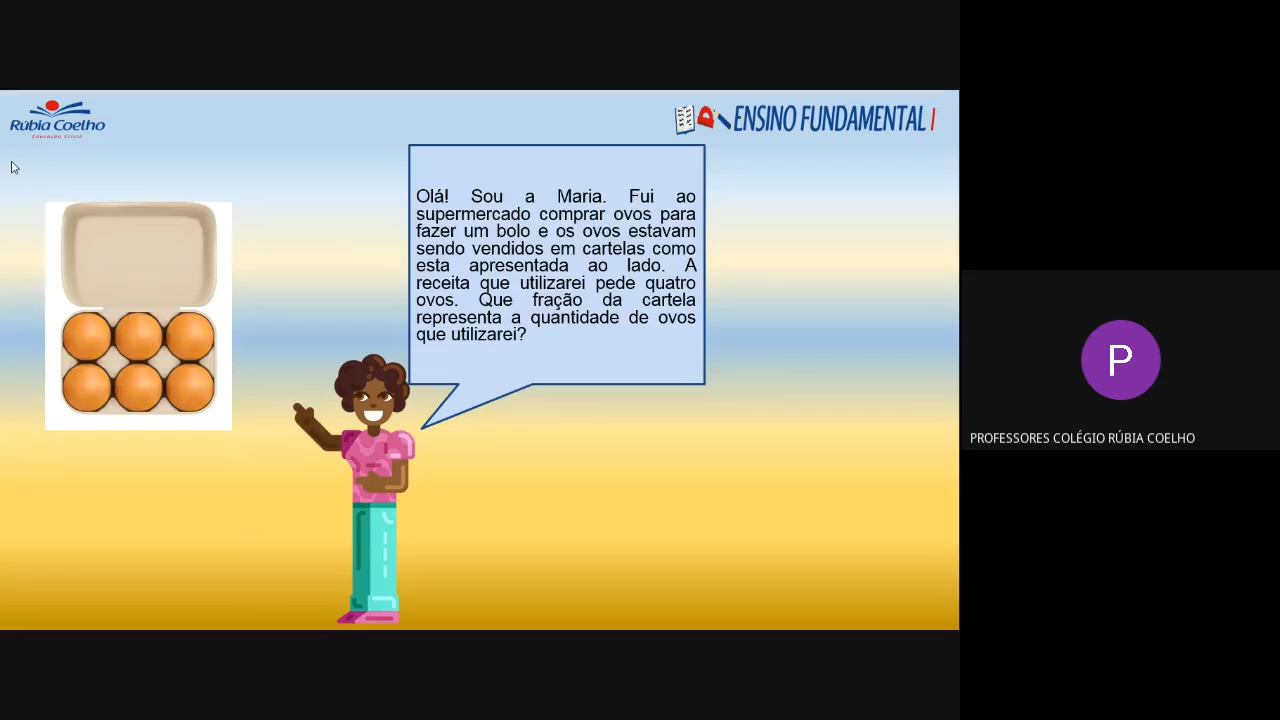 Rúbia Coelho
Educação Cristã
ENSINO FUNDAMENTAL I
Olá! Sou a Maria. Fui ao
supermercado comprar ovos para
fazer um bolo e os ovos estavam
sendo vendidos em cartelas como
esta apresentada ao lado. A
receita que utilizarei pede quatro
ovos. Que fração da cartela
representa a quantidade de ovos
que utilizarei?
P
PROFESSORES COLÉGIO RÚBIA COELHO